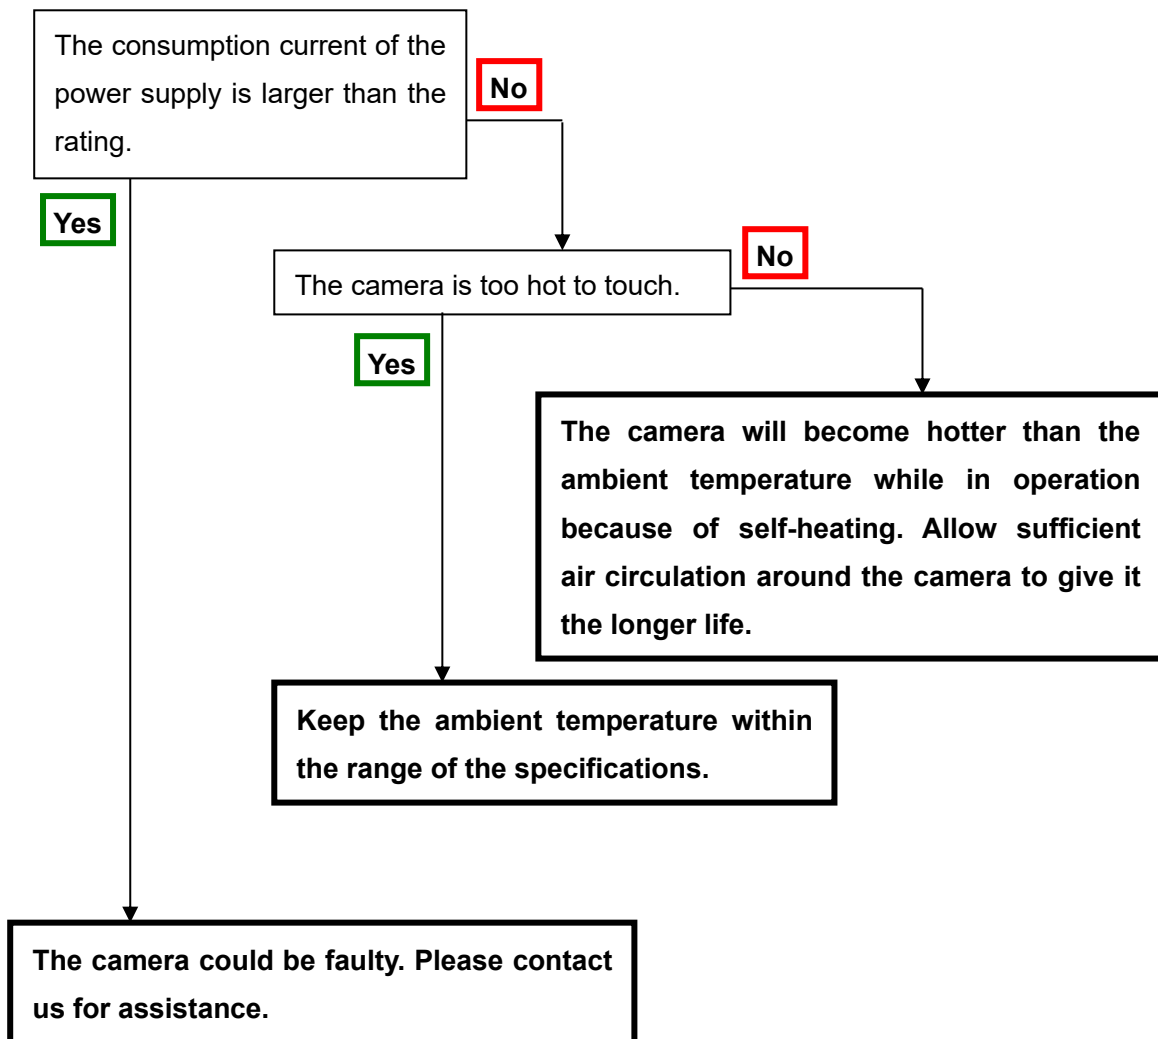 The consumption current of the
power supply is larger than the
rating.
No
Yes
The camera is too hot to touch.
No
Yes
The camera will become hotter than the
ambient temperature while in operation
because of self-heating. Allow sufficient
air circulation around the camera to give it
the longer life.
Keep the ambient temperature within
the range of the specifications.
The camera could be faulty. Please contact
us for assistance.